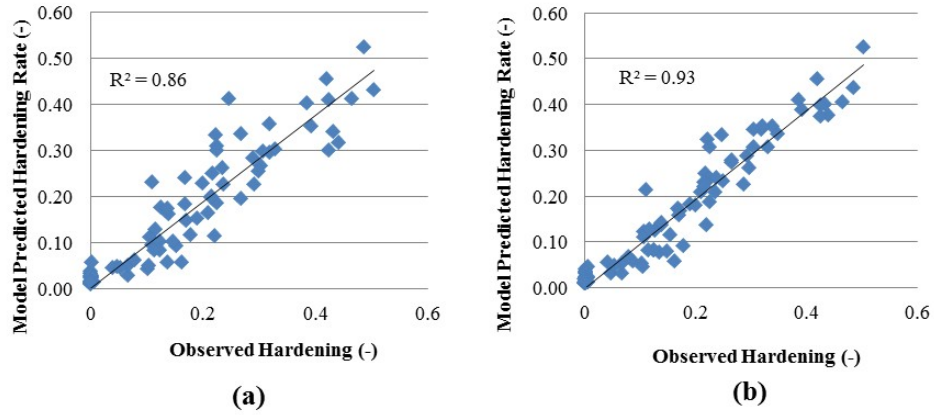 Model Predicted Hardening Rate (-)
0.60
0.50
0.40
0.30
0.20
0.10
0.00
R² = 0.86
0
0.2
0.4
0.6
Observed Hardening (-)
(a)
Model Predicted Hardening Rate (-)
0.60
0.50
0.40
0.30
0.20
0.10
0.00
R² = 0.93
0
0.2
0.4
0.6
Observed Hardening (-)
(b)